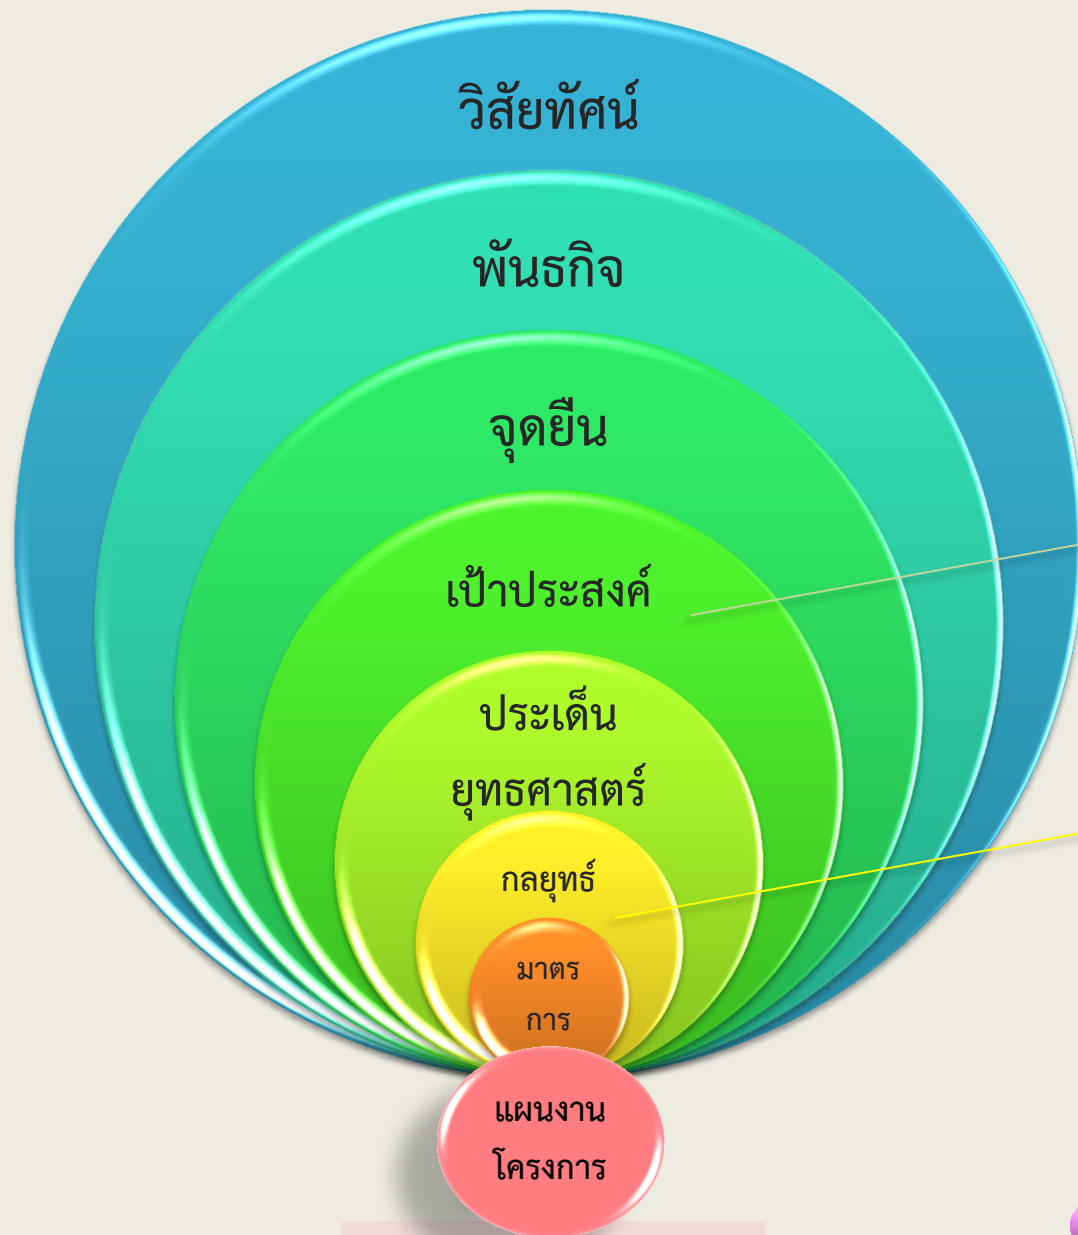 วิสัยทัศน์
พันธกิจ
จุดยืน
เป้าประสงค์
ประเด็น
ยุทธศาสตร์
กลยุทธ์
มาตร
การ
แผนงาน
โครงการ